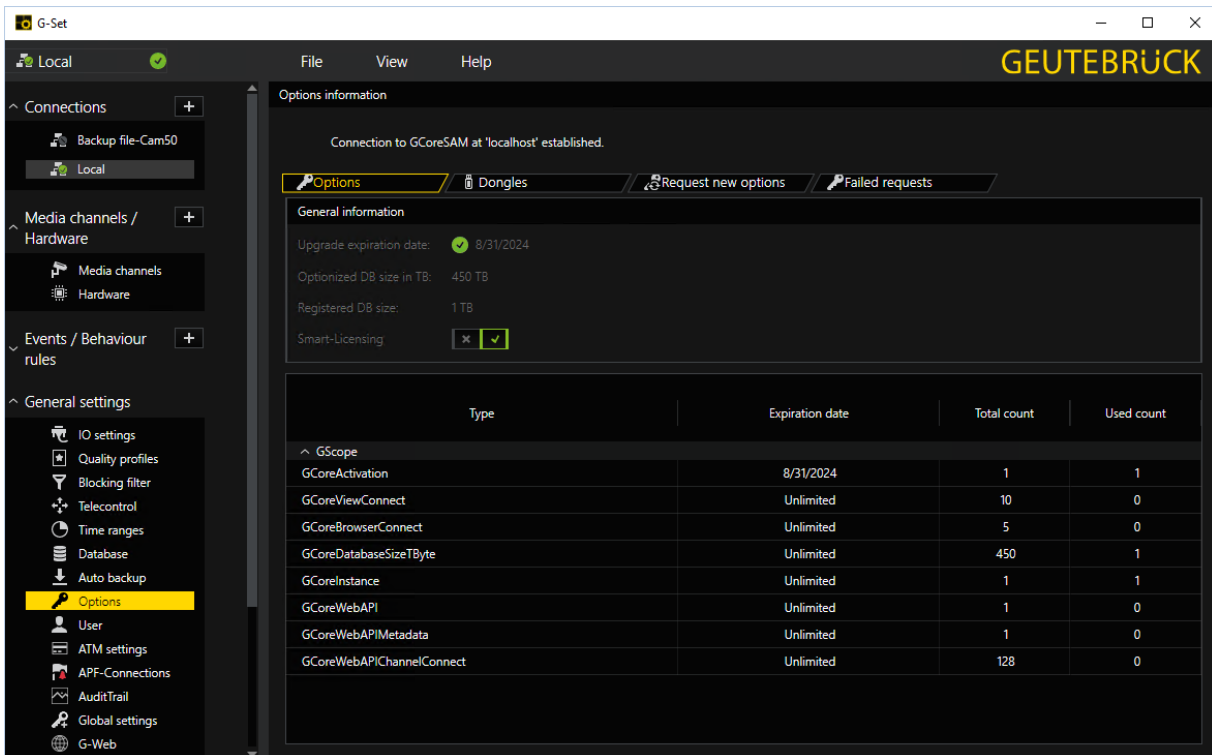 G-Set
Local
File View Help
GEUTEBRÜCK
Connections
Backup file-Cam50
Local
Media channels /
Hardware
Media channels
Hardware
Events / Behaviour
rules
General settings
IO settings
Quality profiles
Blocking filter
Telecontrol
Time ranges
Database
Auto backup
Options
User
ATM settings
APF-Connections
AuditTrail
Global settings
G-Web
Options information
Connection to GCoreSAM at 'localhost' established.
Options Dongles Request new options Failed requests
General information
Upgrade expiration date: 8/31/2024
Optionized DB size in TB: 450 TB
Registered DB size: 1 TB
Smart-Licensing
Type Expiration date Total count Used count
GScope
GCoreActivation 8/31/2024 1 1
GCoreViewConnect Unlimited 10 0
GCoreBrowserConnect Unlimited 5 0
GCoreDatabaseSizeTByte Unlimited 450 1
GCoreInstance Unlimited 1 1
GCoreWebAPI Unlimited 1 0
GCoreWebAPIMetadata Unlimited 1 0
GCoreWebAPIChannelConnect Unlimited 128 0